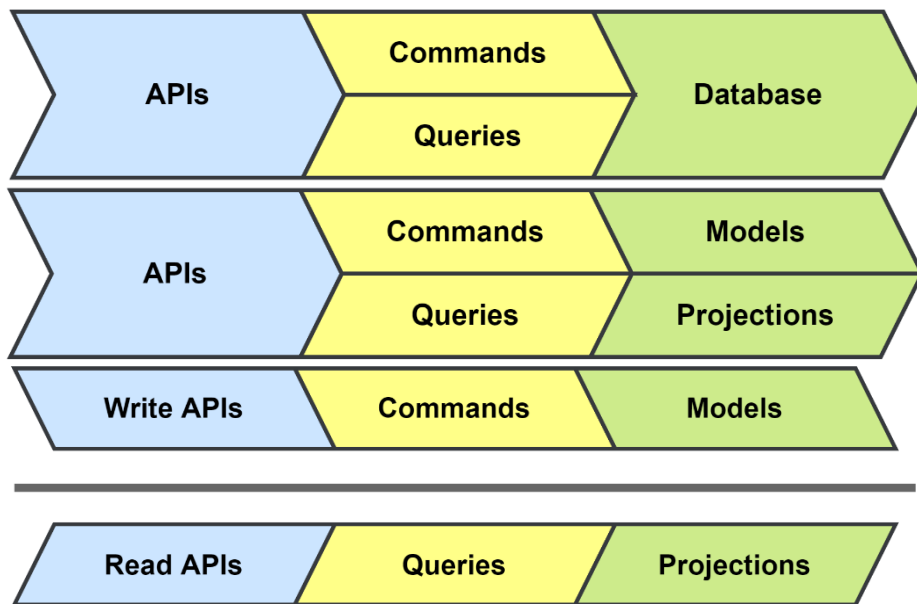 Commands
APIs
Database
Queries
Commands
Models
APIs
Queries
Projections
Write APIs
Commands
Models
Read APIs
Queries
Projections